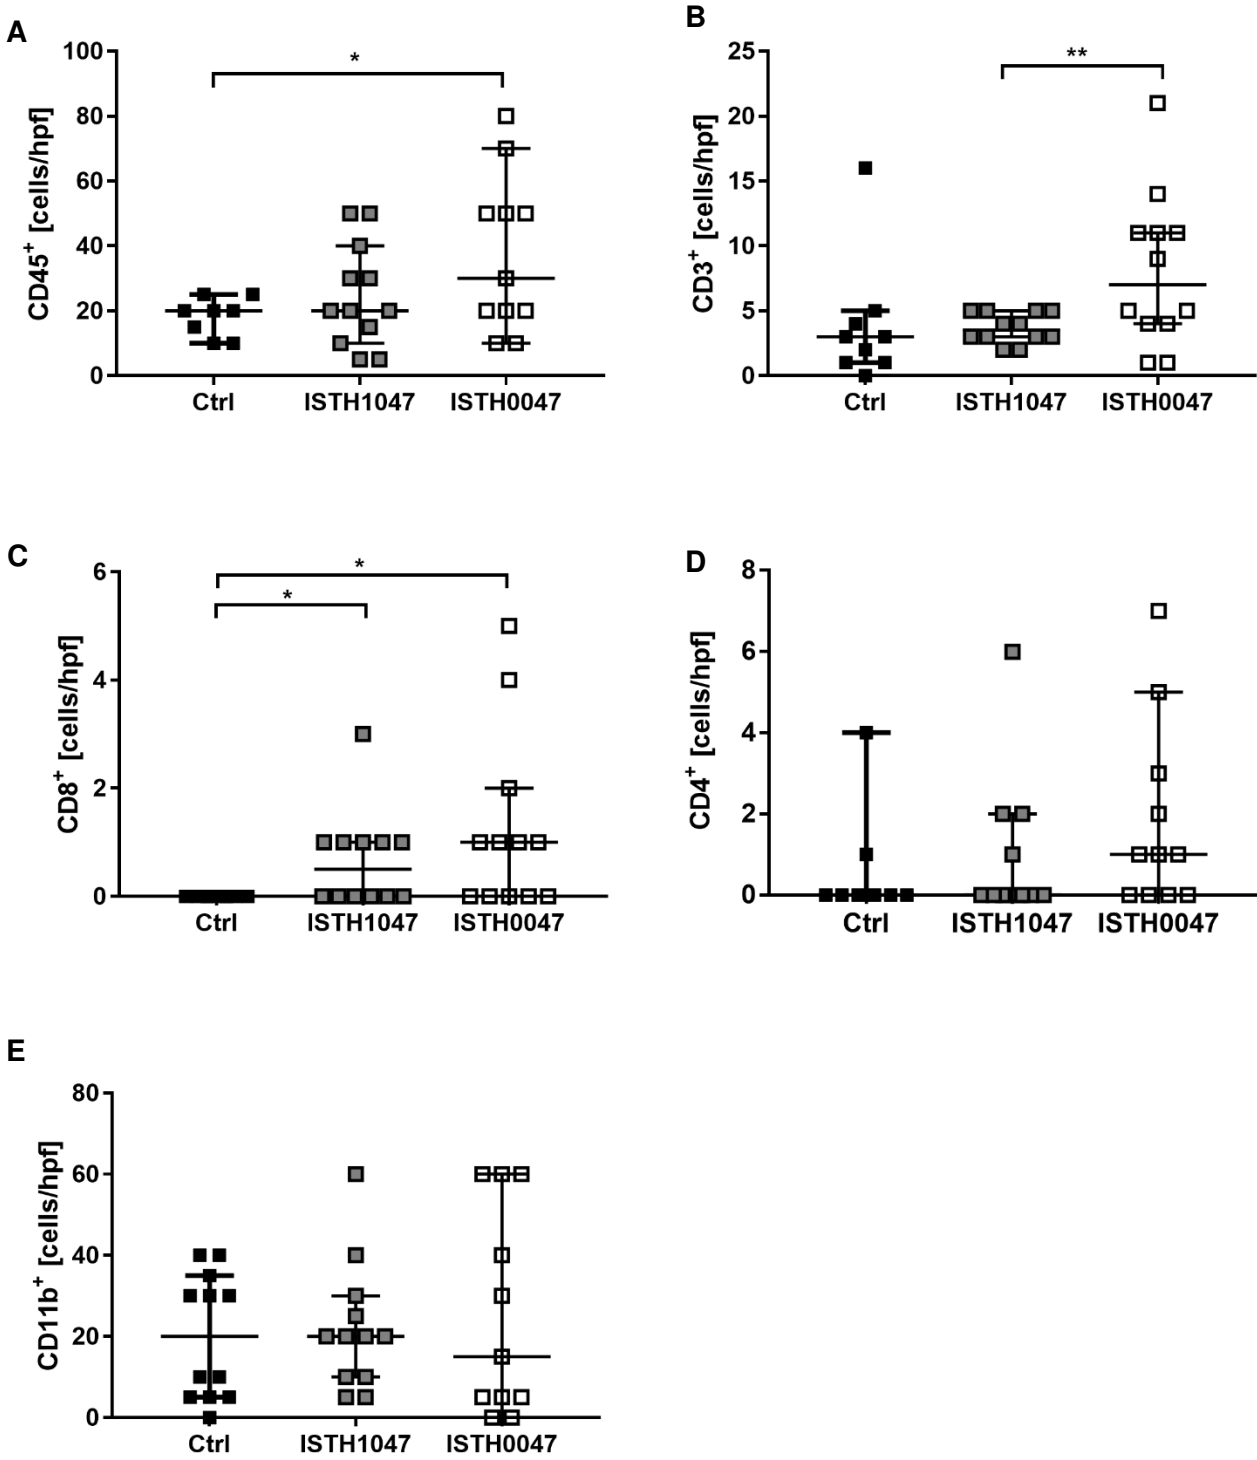 A
CD45+ [cells/hpf]
100
80
60
40
20
0
*
Ctrl ISTH1047 ISTH0047
B
CD3+ [cells/hpf]
25
20
15
10
5
0
**
Ctrl ISTH1047 ISTH0047
C
CD8+ [cells/hpf]
6
4
2
0
*
*
Ctrl ISTH1047 ISTH0047
D
CD4+ [cells/hpf]
8
6
4
2
0
Ctrl ISTH1047 ISTH0047
E
CD11b+ [cells/hpf]
80
60
40
20
0
Ctrl ISTH1047 ISTH0047